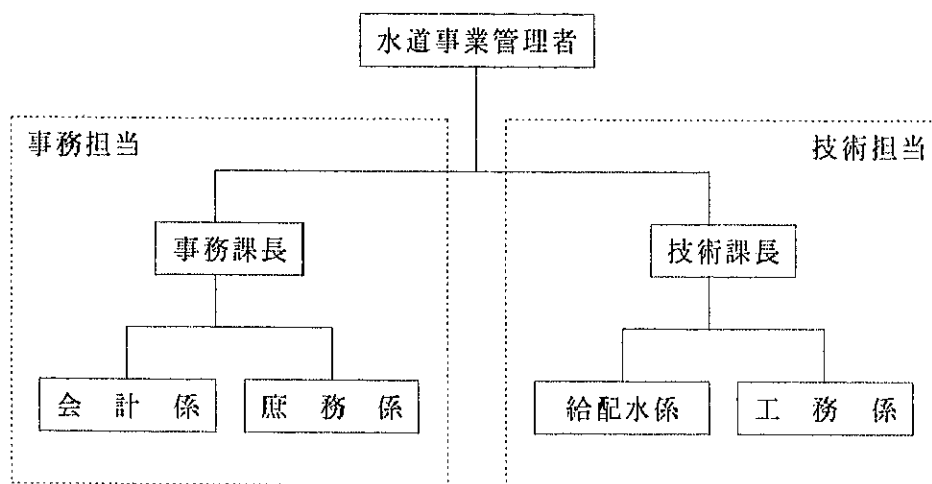 水道事業管理者
事務担当
技術担当
事務課長
技術課長
会計係
庶務係
給配水係
工務係